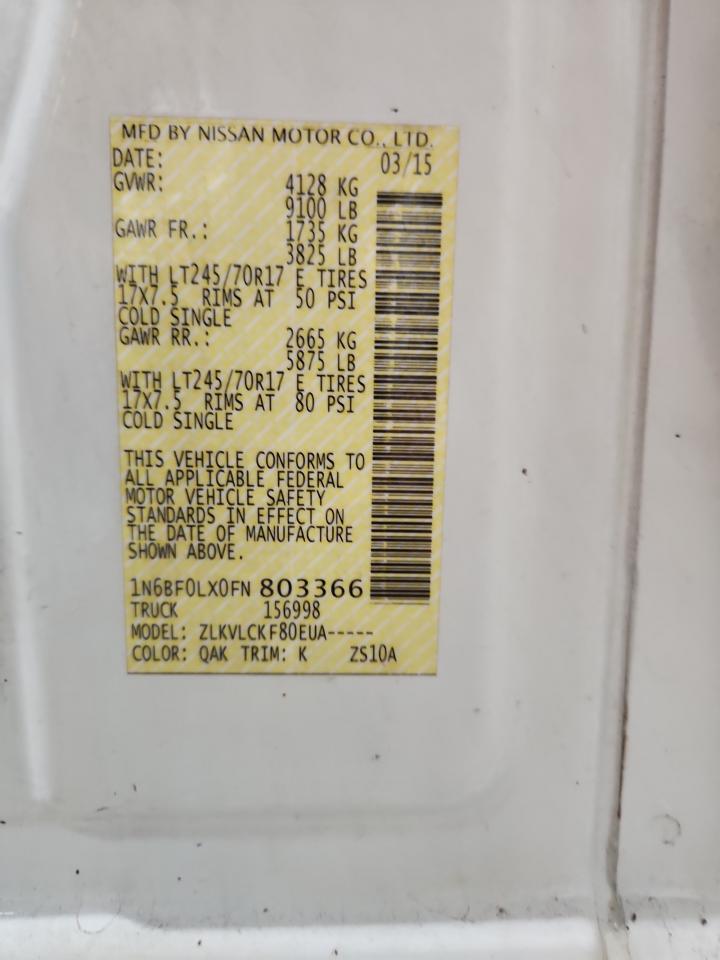 MFD BY NISSAN MOTOR CO., LTD.
DATE: 03/15
GVWR: 4128 KG
9100 LB
GAWR FR.: 1735 KG
3825 LB
WITH LT245/70R17 E TIRES
17X7.5 RIMS AT 50 PSI
COLD SINGLE
GAWR RR.: 2665 KG
5875 LB
WITH LT245/70R17 E TIRES
17X7.5 RIMS AT 80 PSI
COLD SINGLE
THIS VEHICLE CONFORMS TO
ALL APPLICABLE FEDERAL
MOTOR VEHICLE SAFETY
STANDARDS IN EFFECT ON
THE DATE OF MANUFACTURE
SHOWN ABOVE.
1N6BF0LX0FN 803366
TRUCK 156998
MODEL: ZLKVLCKF80EUA-----
COLOR: QAK TRIM: K ZS10A